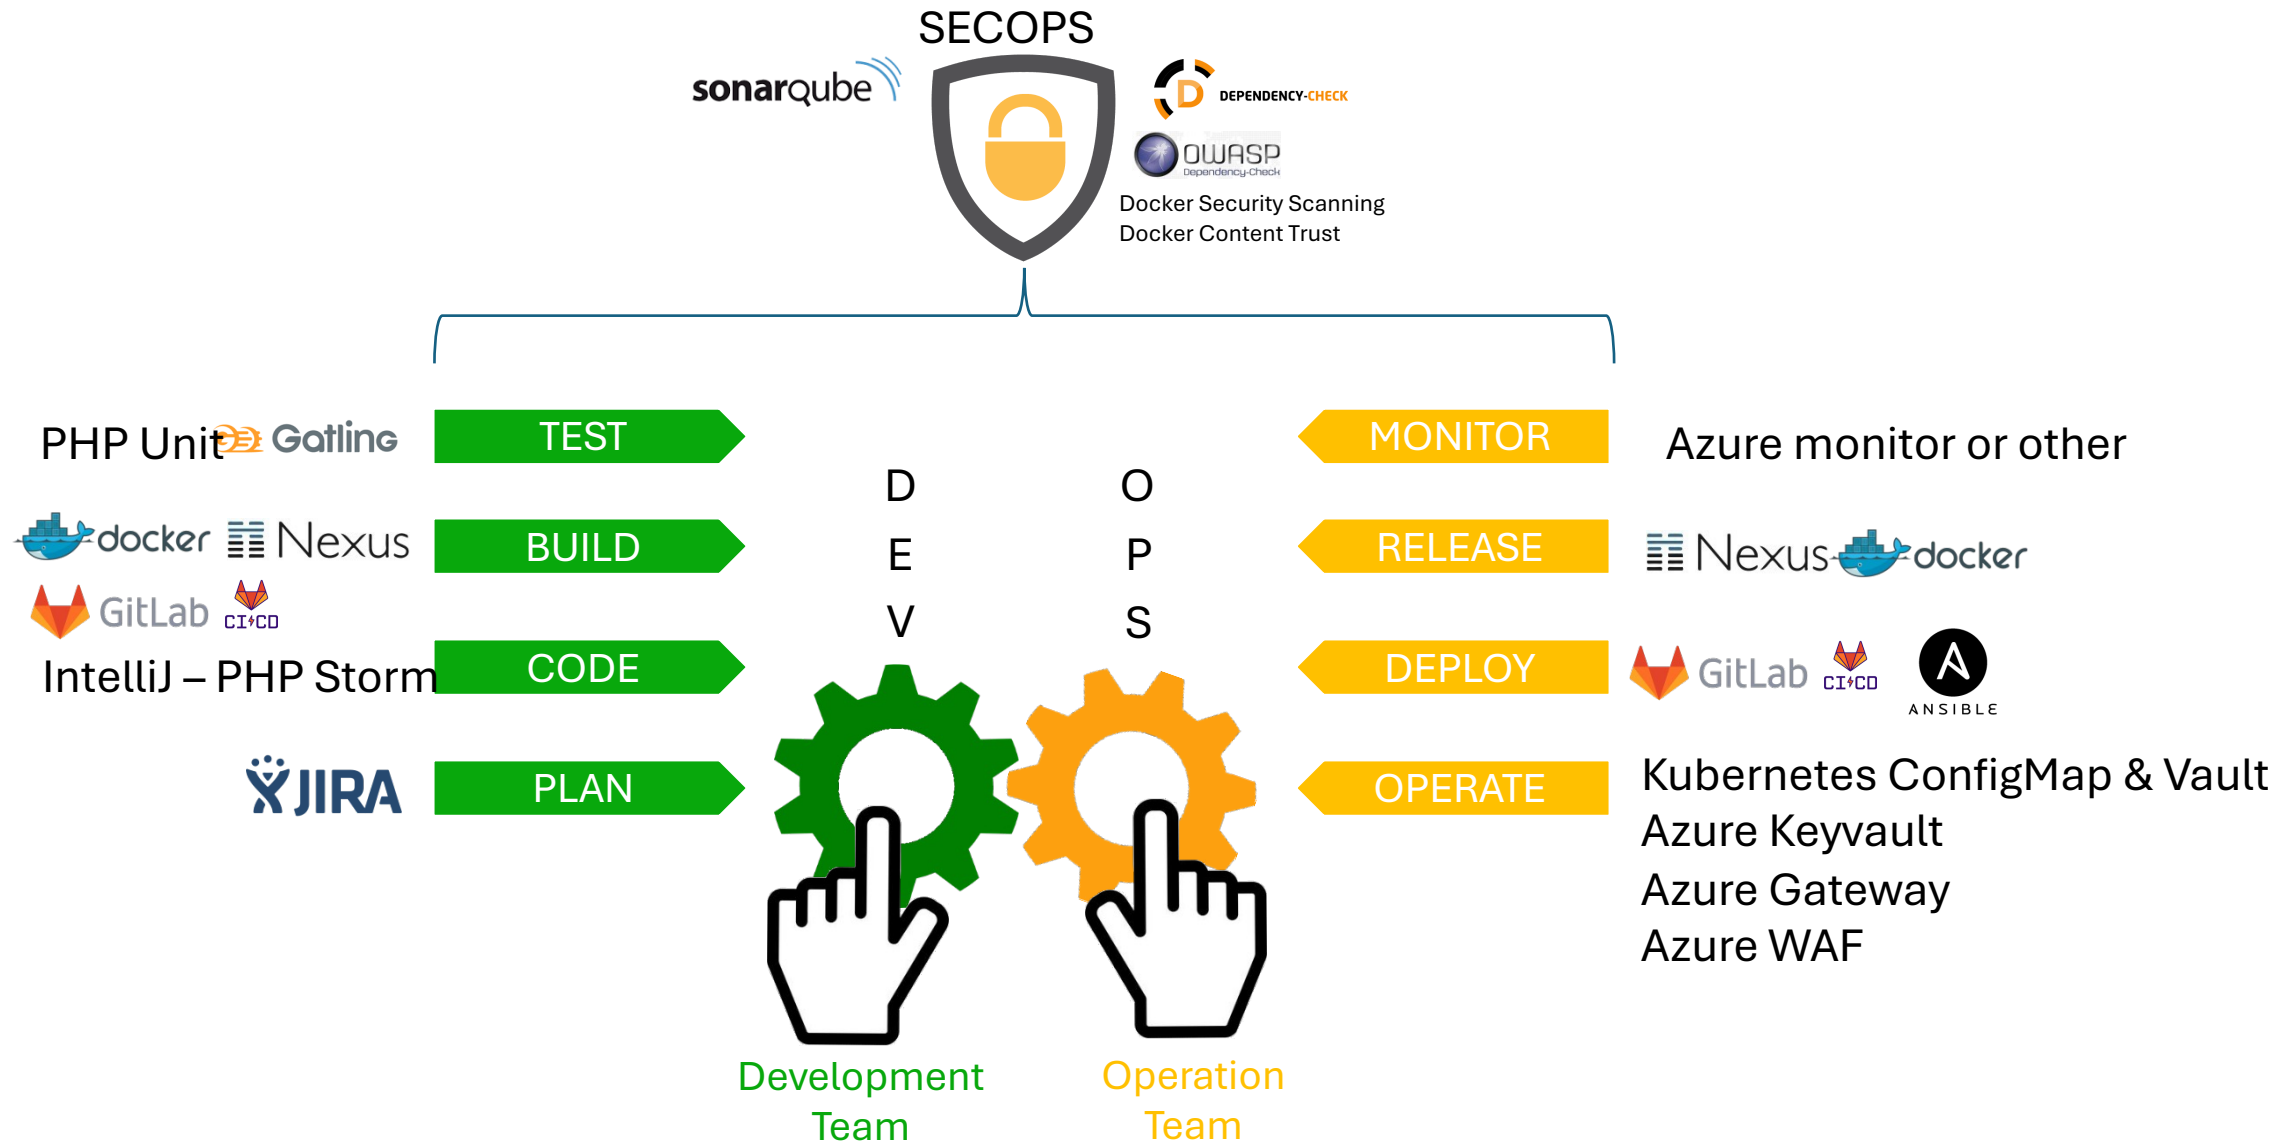 SECOPS
sonarqube
D
DEPENDENCY-CHECK
OWASP
Dependency-Check
Docker Security Scanning
Docker Content Trust
PHP Unit
Gatling
TEST
docker
Nexus
BUILD
GitLab
CI CD
IntelliJ – PHP Storm
CODE
JIRA
PLAN
D
E
V
O
P
S
MONITOR
Azure monitor or other
RELEASE
Nexus
docker
DEPLOY
GitLab
CI CD
A
ANSIBLE
OPERATE
Kubernetes ConfigMap & Vault
Azure Keyvault
Azure Gateway
Azure WAF
Development
Team
Operation
Team